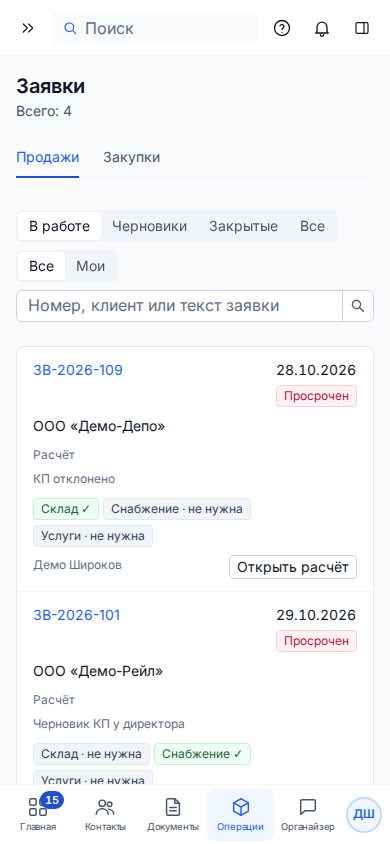 Поиск
Заявки
Всего: 4
Продажи Закупки
В работе Черновики Закрытые Все
Все Мои
Номер, клиент или текст заявки
ЗВ-2026-109 28.10.2026
Просрочен
ООО «Демо-Депо»
Расчёт
КП отклонено
Склад ✓ Снабжение · не нужна
Услуги · не нужна
Демо Широков Открыть расчёт
ЗВ-2026-101 29.10.2026
Просрочен
ООО «Демо-Рейл»
Расчёт
Черновик КП у директора
Склад · не нужна Снабжение ✓
Услуги · не нужна
15
Главная Контакты Документы Операции Органайзер ДШ